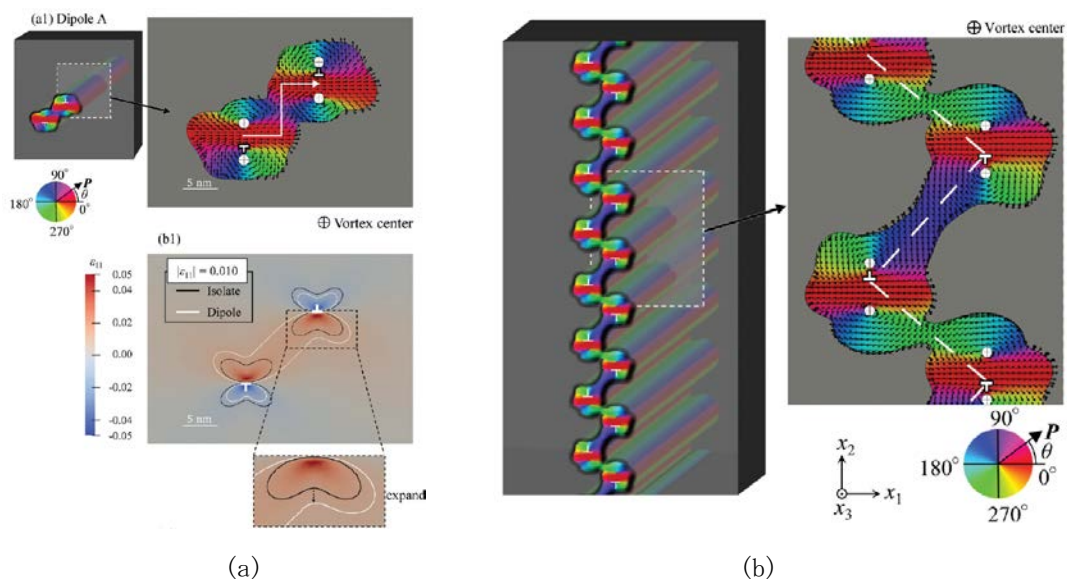 (a1) Dipole A
5 nm
90°
P
θ
180°
0°
270°
⊕ Vortex center
(b1)
ε₁₁
0.05
0.04
0.02
0.00
-0.02
-0.04
-0.05
|ε₁₁| = 0.010
Isolate
Dipole
5 nm
expand
(a)
⊕ Vortex center
x₂
x₁
x₃
90°
P
θ
180°
0°
270°
(b)